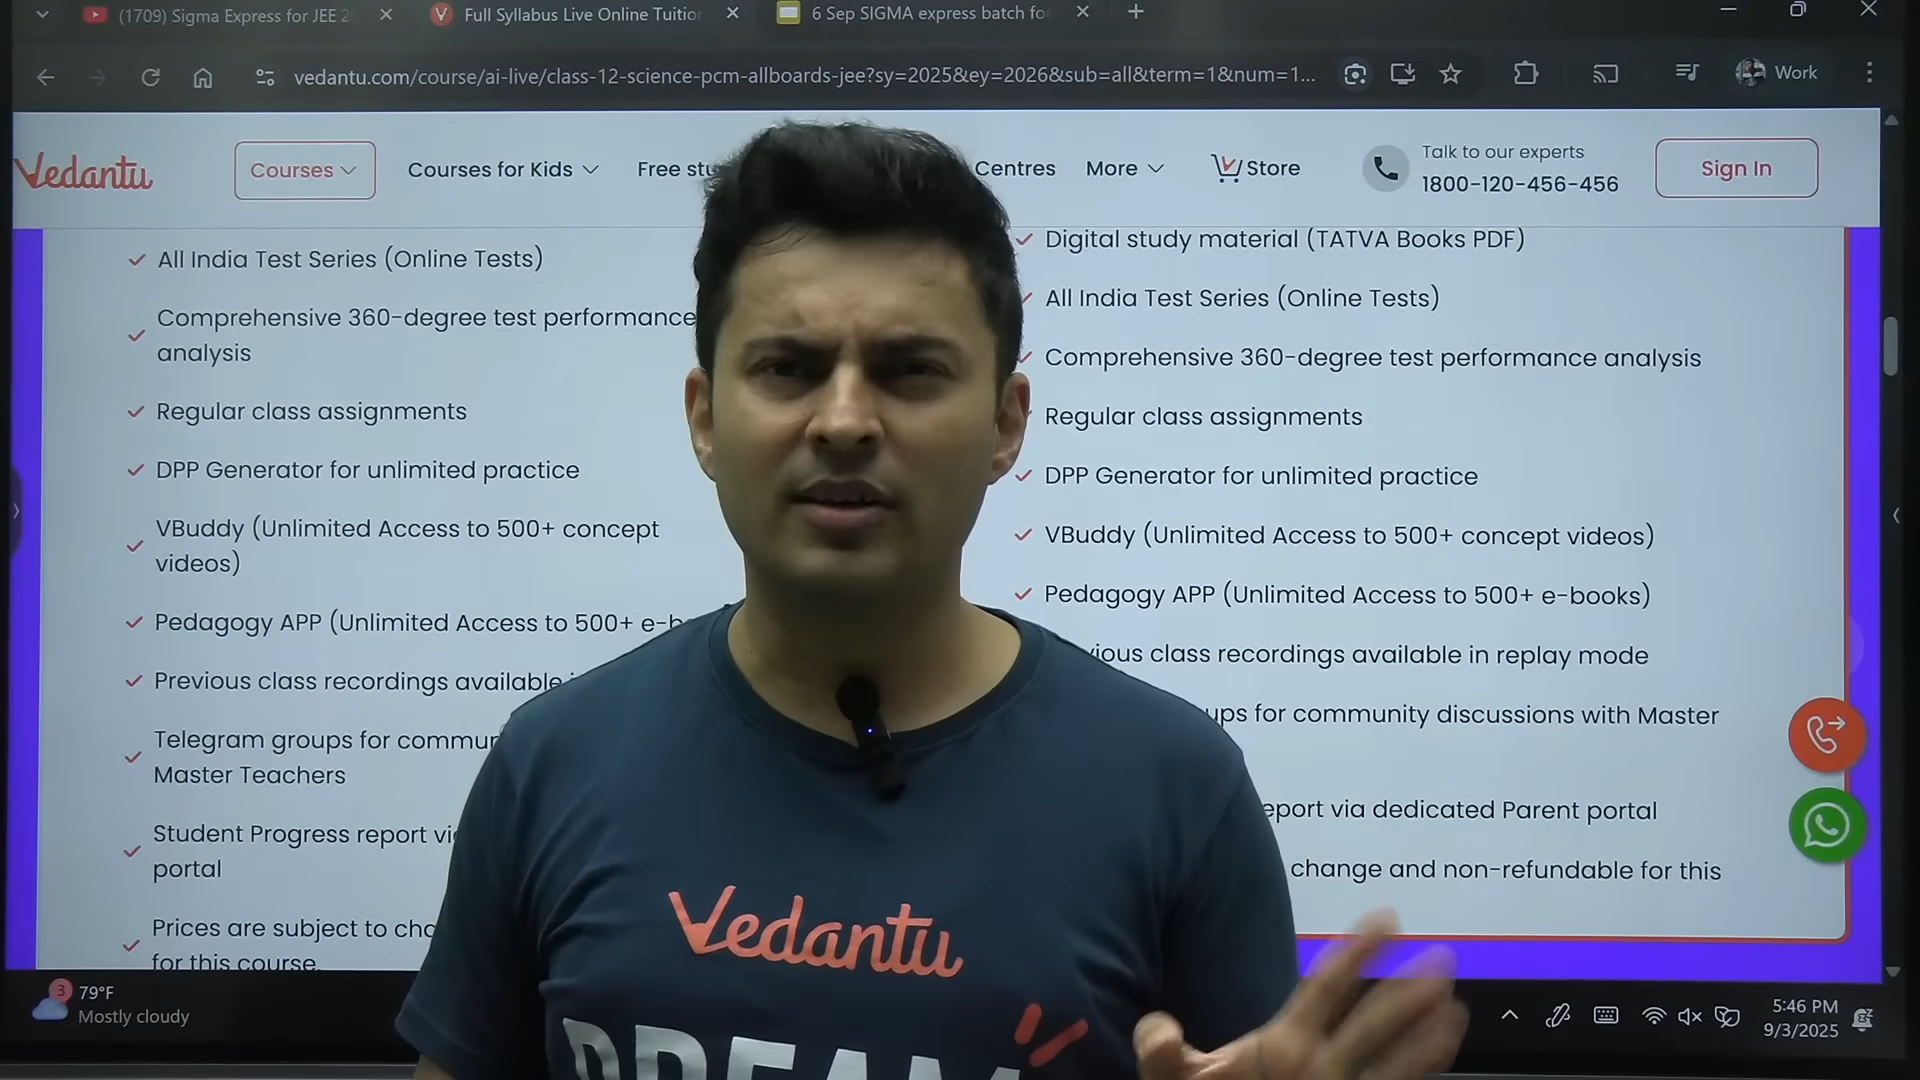 (1709) Sigma Express for JEE 2
Full Syllabus Live Online Tuitio
6 Sep SIGMA express batch fo
vedantu.com/course/ai-live/class-12-science-pcm-allboards-jee?sy=2025&ey=2026&sub=all&term=1&num=1...
Work
Vedantu
Courses
Courses for Kids
Free stu
Centres
More
Store
Talk to our experts
1800-120-456-456
Sign In
All India Test Series (Online Tests)
Comprehensive 360-degree test performance
analysis
Regular class assignments
DPP Generator for unlimited practice
VBuddy (Unlimited Access to 500+ concept
videos)
Pedagogy APP (Unlimited Access to 500+ e-b
Previous class recordings available
Telegram groups for commun
Master Teachers
Student Progress report via
portal
Prices are subject to cha
for this course.
Digital study material (TATVA Books PDF)
All India Test Series (Online Tests)
Comprehensive 360-degree test performance analysis
Regular class assignments
DPP Generator for unlimited practice
VBuddy (Unlimited Access to 500+ concept videos)
Pedagogy APP (Unlimited Access to 500+ e-books)
vious class recordings available in replay mode
ups for community discussions with Master
eport via dedicated Parent portal
change and non-refundable for this
Vedantu
DREAM
3
79°F
Mostly cloudy
5:46 PM
9/3/2025